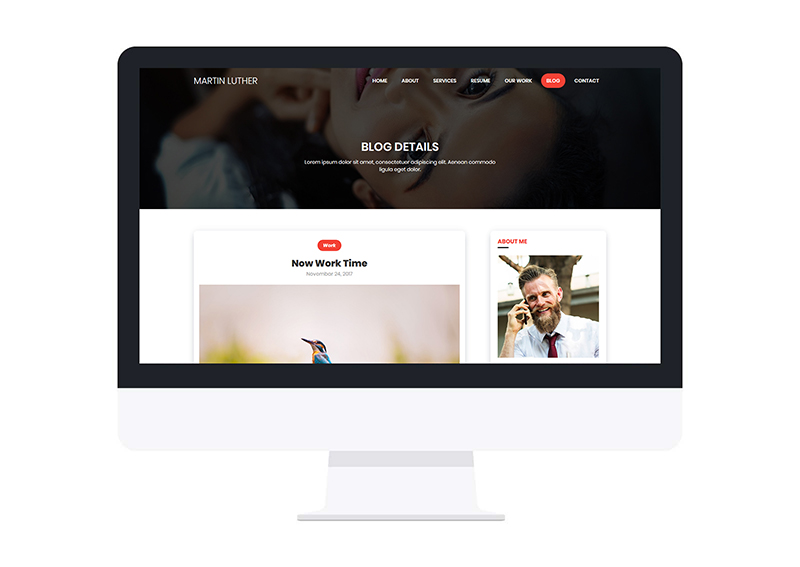 MARTIN LUTHER
HOME ABOUT SERVICES RESUME OUR WORK BLOG CONTACT
BLOG DETAILS
Lorem ipsum dolor sit amet, consectetuer adipiscing elit. Aenean commodo
ligula eget dolor.
Work
Now Work Time
Novembar 24, 2017
ABOUT ME